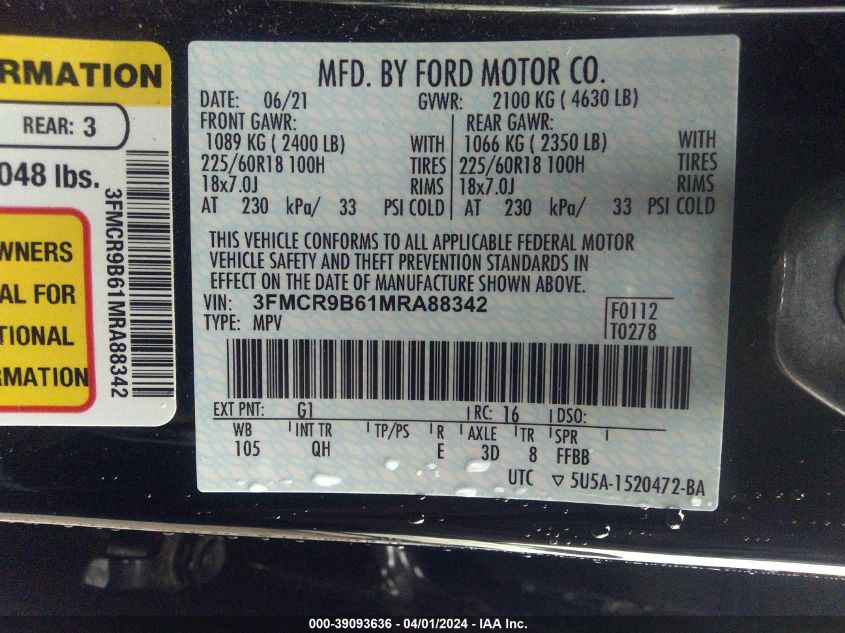 RMATION
REAR: 3
048 lbs.
WNERS
AL FOR
TIONAL
RMATION
3FMCR9B61MRA88342
MFD. BY FORD MOTOR CO.
DATE: 06/21 GVWR: 2100 KG ( 4630 LB)
FRONT GAWR: REAR GAWR:
1089 KG ( 2400 LB) WITH 1066 KG ( 2350 LB) WITH
225/60R18 100H TIRES 225/60R18 100H TIRES
18x7.0J RIMS 18x7.0J RIMS
AT 230 kPa/ 33 PSI COLD AT 230 kPa/ 33 PSI COLD
THIS VEHICLE CONFORMS TO ALL APPLICABLE FEDERAL MOTOR
VEHICLE SAFETY AND THEFT PREVENTION STANDARDS IN
EFFECT ON THE DATE OF MANUFACTURE SHOWN ABOVE.
VIN: 3FMCR9B61MRA88342 F0112
TYPE: MPV T0278
EXT PNT: G1 RC: 16 DSO:
WB INT TR TP/PS R AXLE TR SPR
105 QH E 3D 8 FFBB
UTC ▽ 5U5A-1520472-BA
000-39093636 - 04/01/2024 - IAA Inc.